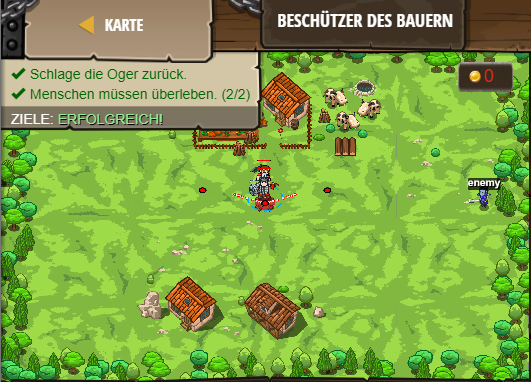 KARTE
BESCHÜTZER DES BAUERN
Schlage die Oger zurück.
Menschen müssen überleben. (2/2)
ZIELE: ERFOLGREICH!
0
enemy